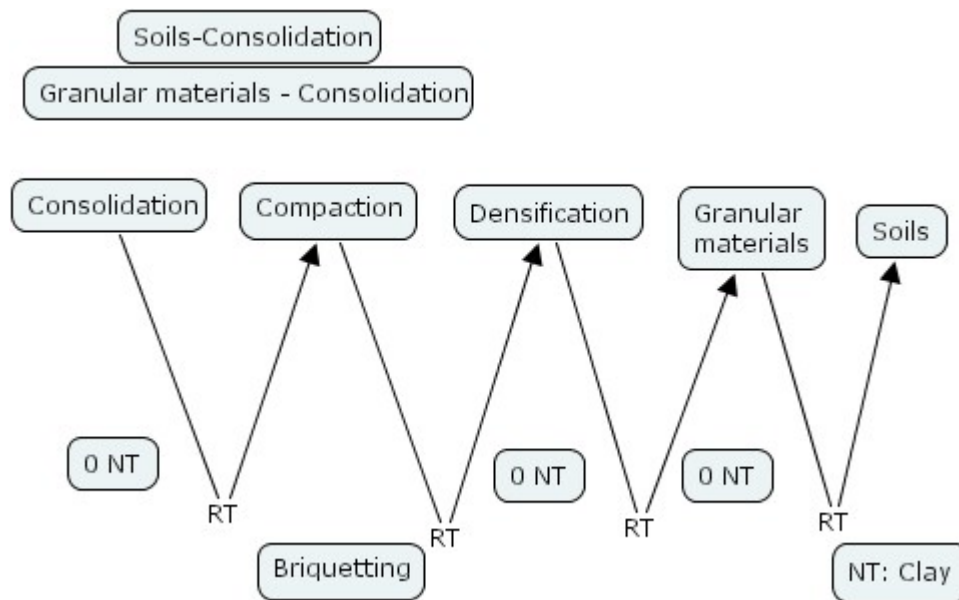 Soils-Consolidation
Granular materials - Consolidation
Consolidation
Compaction
Densification
Granular
materials
Soils
0 NT
0 NT
0 NT
RT
RT
RT
RT
Briquetting
NT: Clay